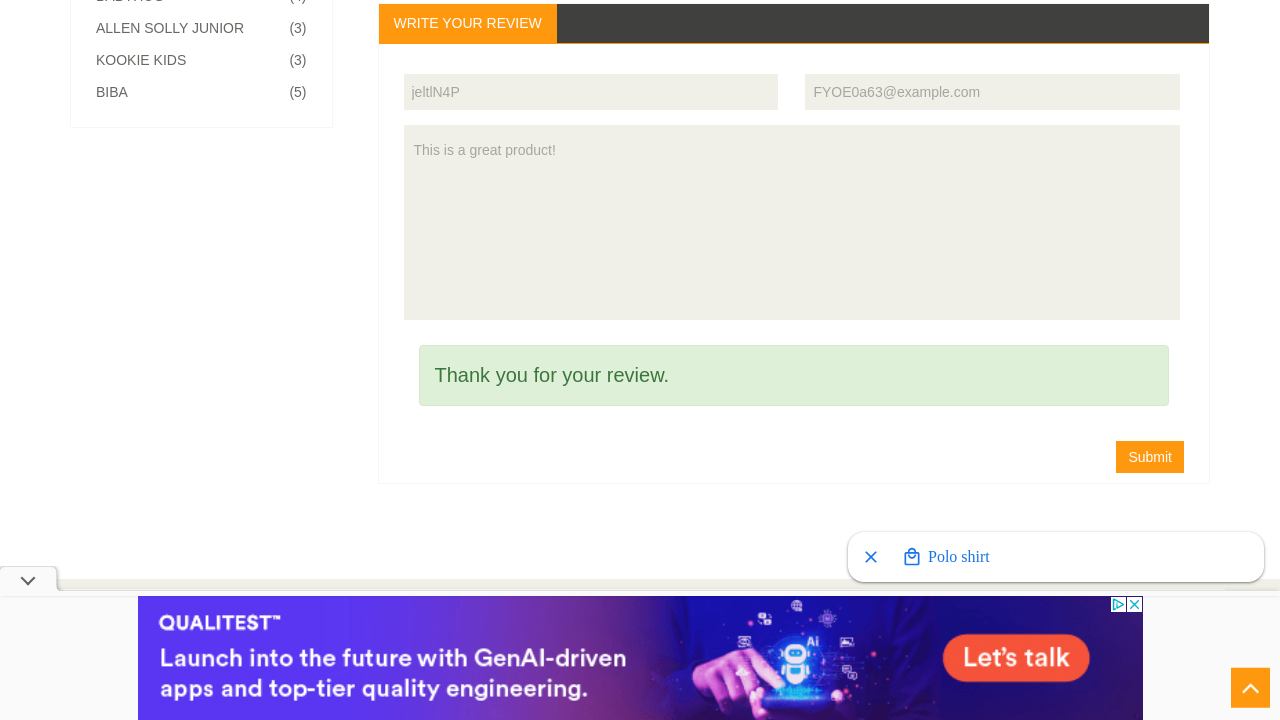 ALLEN SOLLY JUNIOR (3)
KOOKIE KIDS (3)
BIBA (5)
WRITE YOUR REVIEW
jeltlN4P
FYOE0a63@example.com
This is a great product!
Thank you for your review.
Submit
Polo shirt
QUALITEST™
Launch into the future with GenAI-driven
apps and top-tier quality engineering.
Ai
Let's talk